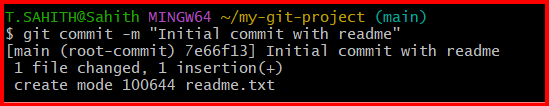 T.SAHITH@Sahith MINGW64 ~/my-git-project (main)
$ git commit -m "Initial commit with readme"
[main (root-commit) 7e66f13] Initial commit with readme
 1 file changed, 1 insertion(+)
 create mode 100644 readme.txt